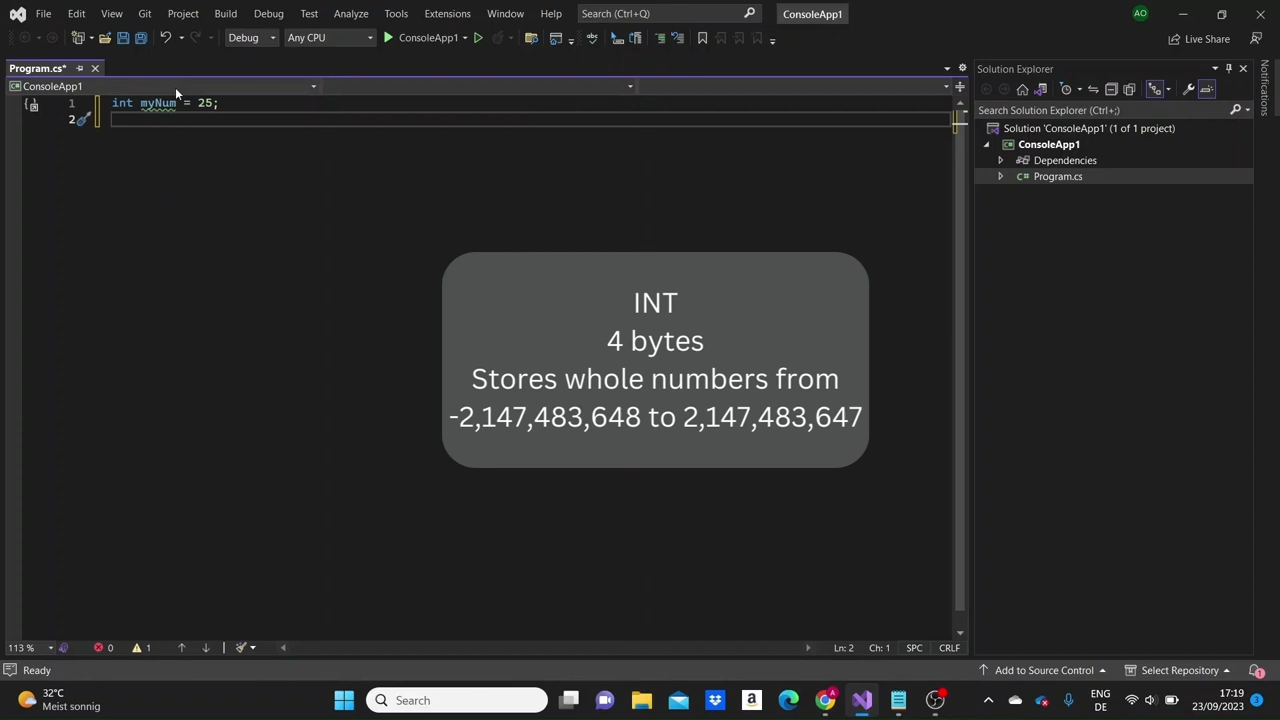 File Edit View Git Project Build Debug Test Analyze Tools Extensions Window Help Search (Ctrl+Q) ConsoleApp1 AO
Debug Any CPU ConsoleApp1 Live Share
Program.cs*
ConsoleApp1
1 int myNum = 25;
2
INT
4 bytes
Stores whole numbers from
-2,147,483,648 to 2,147,483,647
Solution Explorer
Search Solution Explorer (Ctrl+;)
Solution 'ConsoleApp1' (1 of 1 project)
ConsoleApp1
Dependencies
C# Program.cs
Notifications
113 % 0 1 Ln: 2 Ch: 1 SPC CRLF
Ready Add to Source Control Select Repository 1
32°C
Meist sonnig
Search
ENG
DE
17:19
23/09/2023
3